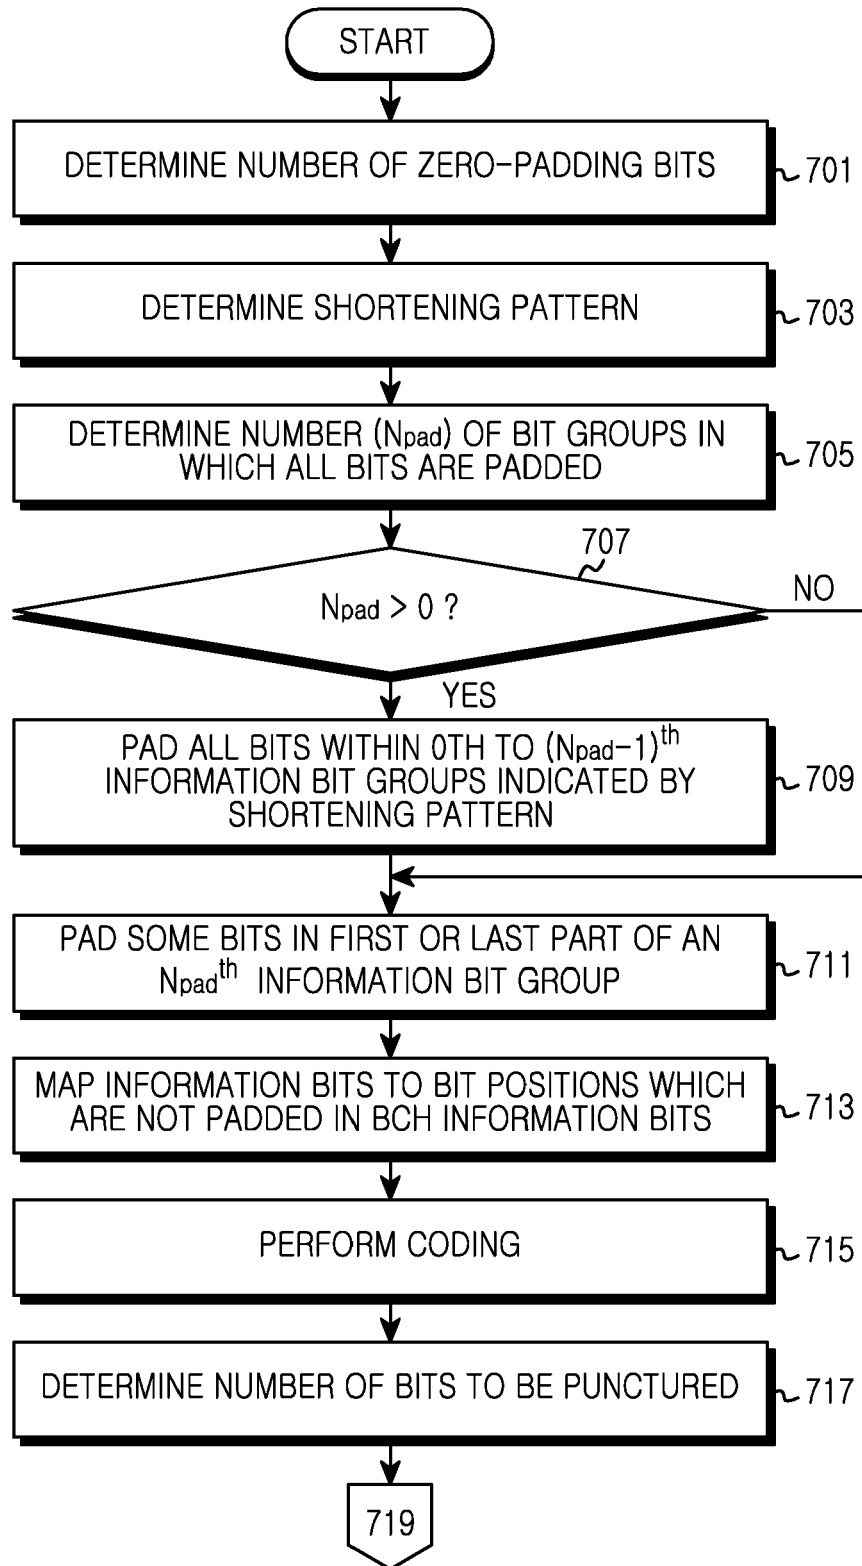 START
DETERMINE NUMBER OF ZERO-PADDING BITS
701
DETERMINE SHORTENING PATTERN
703
DETERMINE NUMBER (Npad) OF BIT GROUPS IN
WHICH ALL BITS ARE PADDED
705
707
Npad > 0 ?
NO
YES
PAD ALL BITS WITHIN 0TH TO (Npad-1)th
INFORMATION BIT GROUPS INDICATED BY
SHORTENING PATTERN
709
PAD SOME BITS IN FIRST OR LAST PART OF AN
Npadth INFORMATION BIT GROUP
711
MAP INFORMATION BITS TO BIT POSITIONS WHICH
ARE NOT PADDED IN BCH INFORMATION BITS
713
PERFORM CODING
715
DETERMINE NUMBER OF BITS TO BE PUNCTURED
717
719